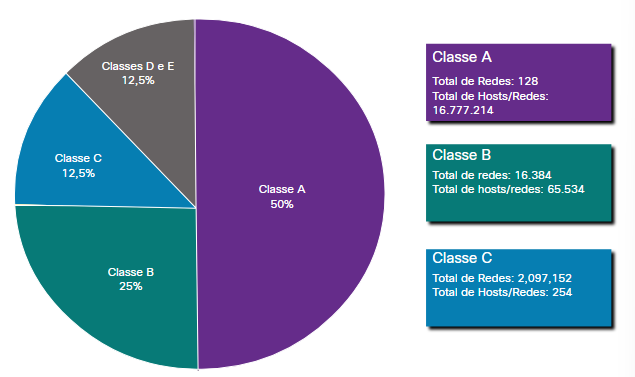 Classes D e E
12,5%
Classe C
12,5%
Classe A
50%
Classe B
25%
Classe A
Total de Redes: 128
Total de Hosts/Redes:
16.777.214
Classe B
Total de redes: 16.384
Total de hosts/redes: 65.534
Classe C
Total de Redes: 2,097,152
Total de Hosts/Redes: 254